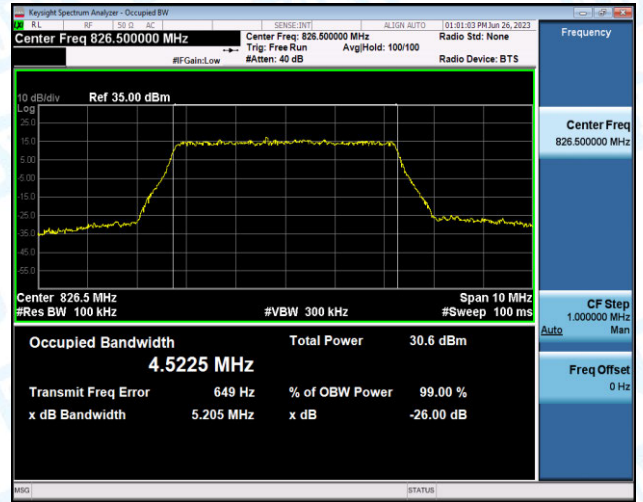 Keysight Spectrum Analyzer - Occupied BW
RL RF 50 Ω AC SENSE:INT ALIGN AUTO 01:01:03 PM Jun 26, 2023
Center Freq 826.500000 MHz
Center Freq: 826.500000 MHz
Radio Std: None
Trig: Free Run Avg|Hold: 100/100
#IFGain:Low #Atten: 40 dB Radio Device: BTS
Frequency
10 dB/div Ref 35.00 dBm
Log
25.0
15.0
5.00
-5.00
-15.0
-25.0
-35.0
-45.0
-55.0
Center 826.5 MHz Span 10 MHz
#Res BW 100 kHz #VBW 300 kHz #Sweep 100 ms
Occupied Bandwidth
4.5225 MHz
Total Power 30.6 dBm
Transmit Freq Error 649 Hz % of OBW Power 99.00 %
x dB Bandwidth 5.205 MHz x dB -26.00 dB
Center Freq
826.500000 MHz
CF Step
1.000000 MHz
Auto Man
Freq Offset
0 Hz
MSG STATUS